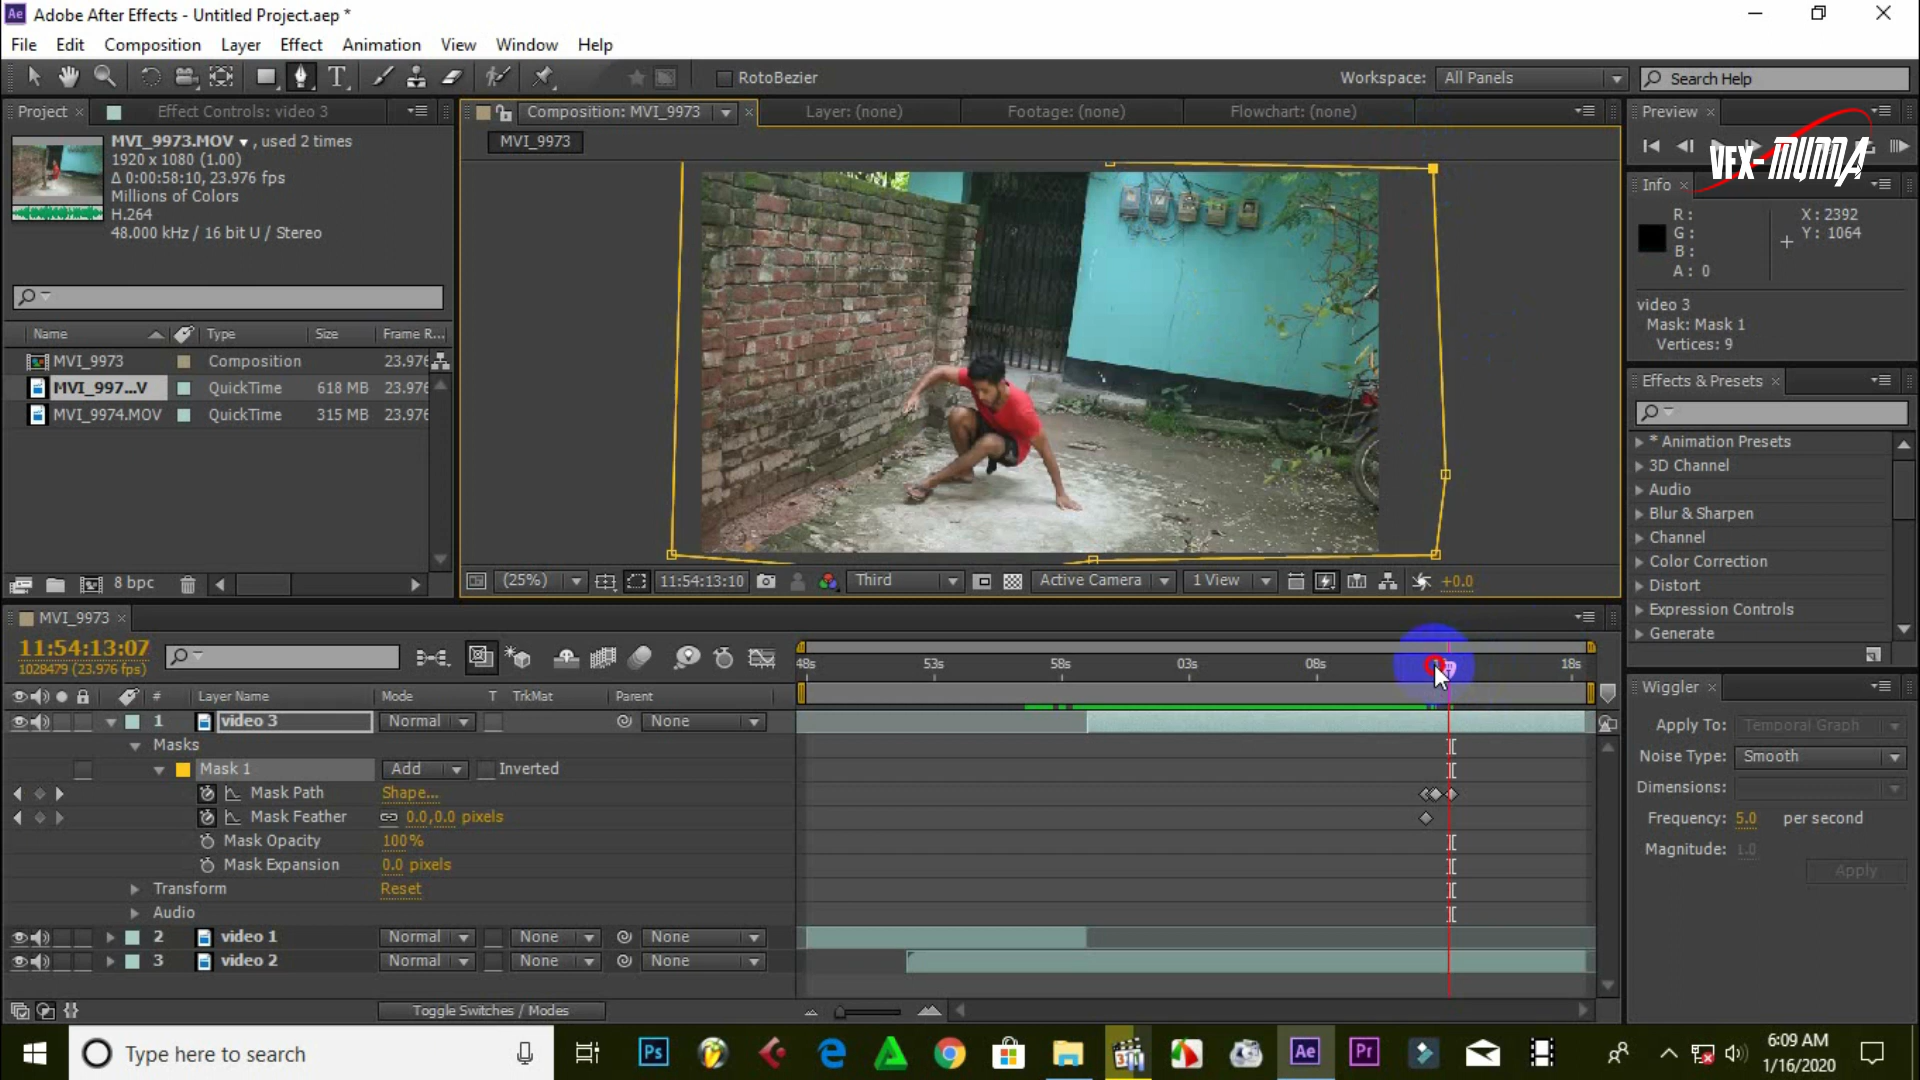 Ae Adobe After Effects - Untitled Project.aep *
File Edit Composition Layer Effect Animation View Window Help
T RotoBezier Workspace: All Panels Search Help
Project × Effect Controls: video 3
MVI_9973.MOV , used 2 times
1920 x 1080 (1.00)
Δ 0:00:58:10, 23.976 fps
Millions of Colors
H.264
48.000 kHz / 16 bit U / Stereo
Name Type Size Frame R...
MVI_9973 Composition 23.976
MVI_997...V QuickTime 618 MB 23.976
MVI_9974.MOV QuickTime 315 MB 23.976
8 bpc
Composition: MVI_9973 × Layer: (none) Footage: (none) Flowchart: (none)
MVI_9973
(25%) 11:54:13:10 Third Active Camera 1 View +0.0
Preview ×
VFX-MUMA
Info ×
R: X: 2392
G: Y: 1064
B:
A: 0
video 3
Mask: Mask 1
Vertices: 9
Effects & Presets ×
* Animation Presets
3D Channel
Audio
Blur & Sharpen
Channel
Color Correction
Distort
Expression Controls
Generate
Wiggler ×
Apply To: Temporal Graph
Noise Type: Smooth
Dimensions:
Frequency: 5.0 per second
Magnitude: 1.0
Apply
MVI_9973 ×
11:54:13:07
1028479 (23.976 fps)
48s 53s 58s 03s 08s 18s
# Layer Name Mode T TrkMat Parent
1 video 3 Normal None
Masks
Mask 1 Add Inverted
Mask Path Shape...
Mask Feather 0.0,0.0 pixels
Mask Opacity 100%
Mask Expansion 0.0 pixels
Transform Reset
Audio
2 video 1 Normal None None
3 video 2 Normal None None
Toggle Switches / Modes
Type here to search Ps Ae Pr
6:09 AM
1/16/2020